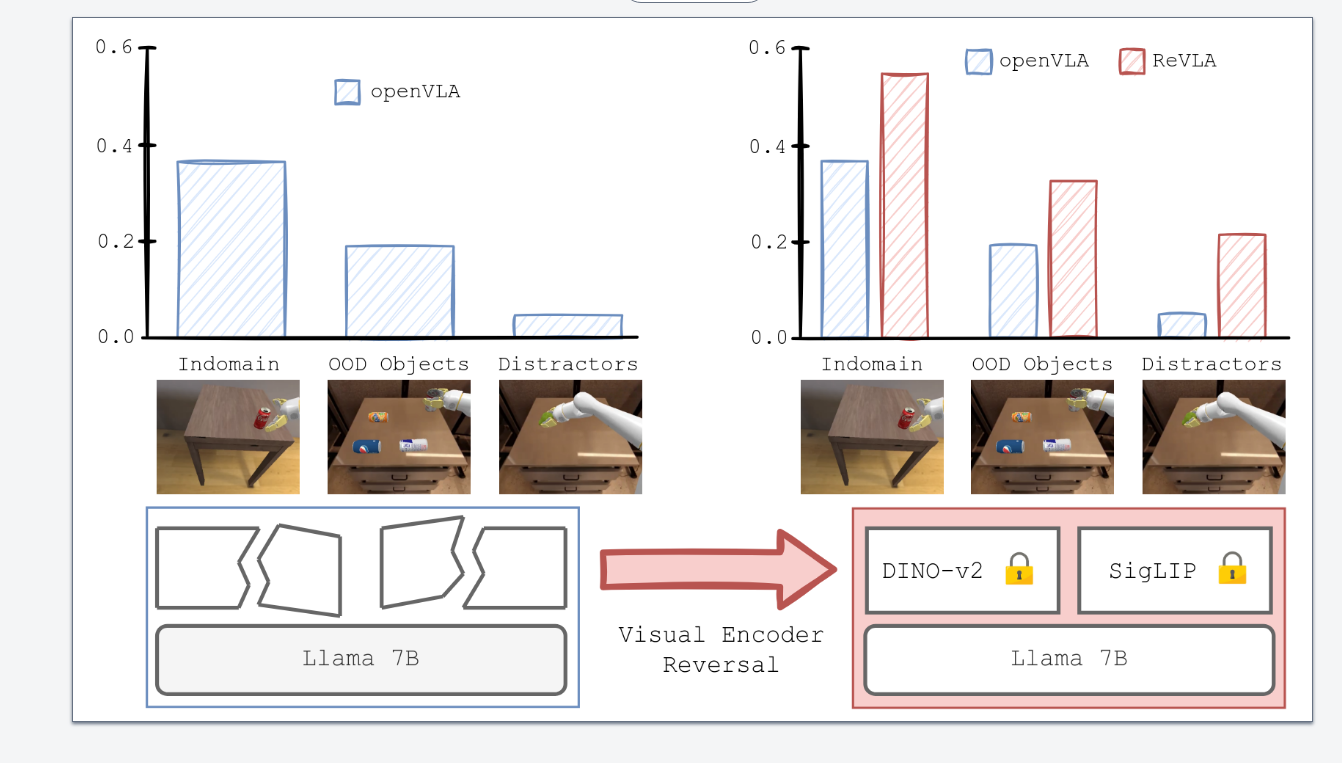 0.6
openVLA
0.4
0.2
0.0
Indomain OOD Objects Distractors
0.6
openVLA ReVLA
0.4
0.2
0.0
Indomain OOD Objects Distractors
Llama 7B
Visual Encoder
Reversal
DINO-v2 SigLIP
Llama 7B